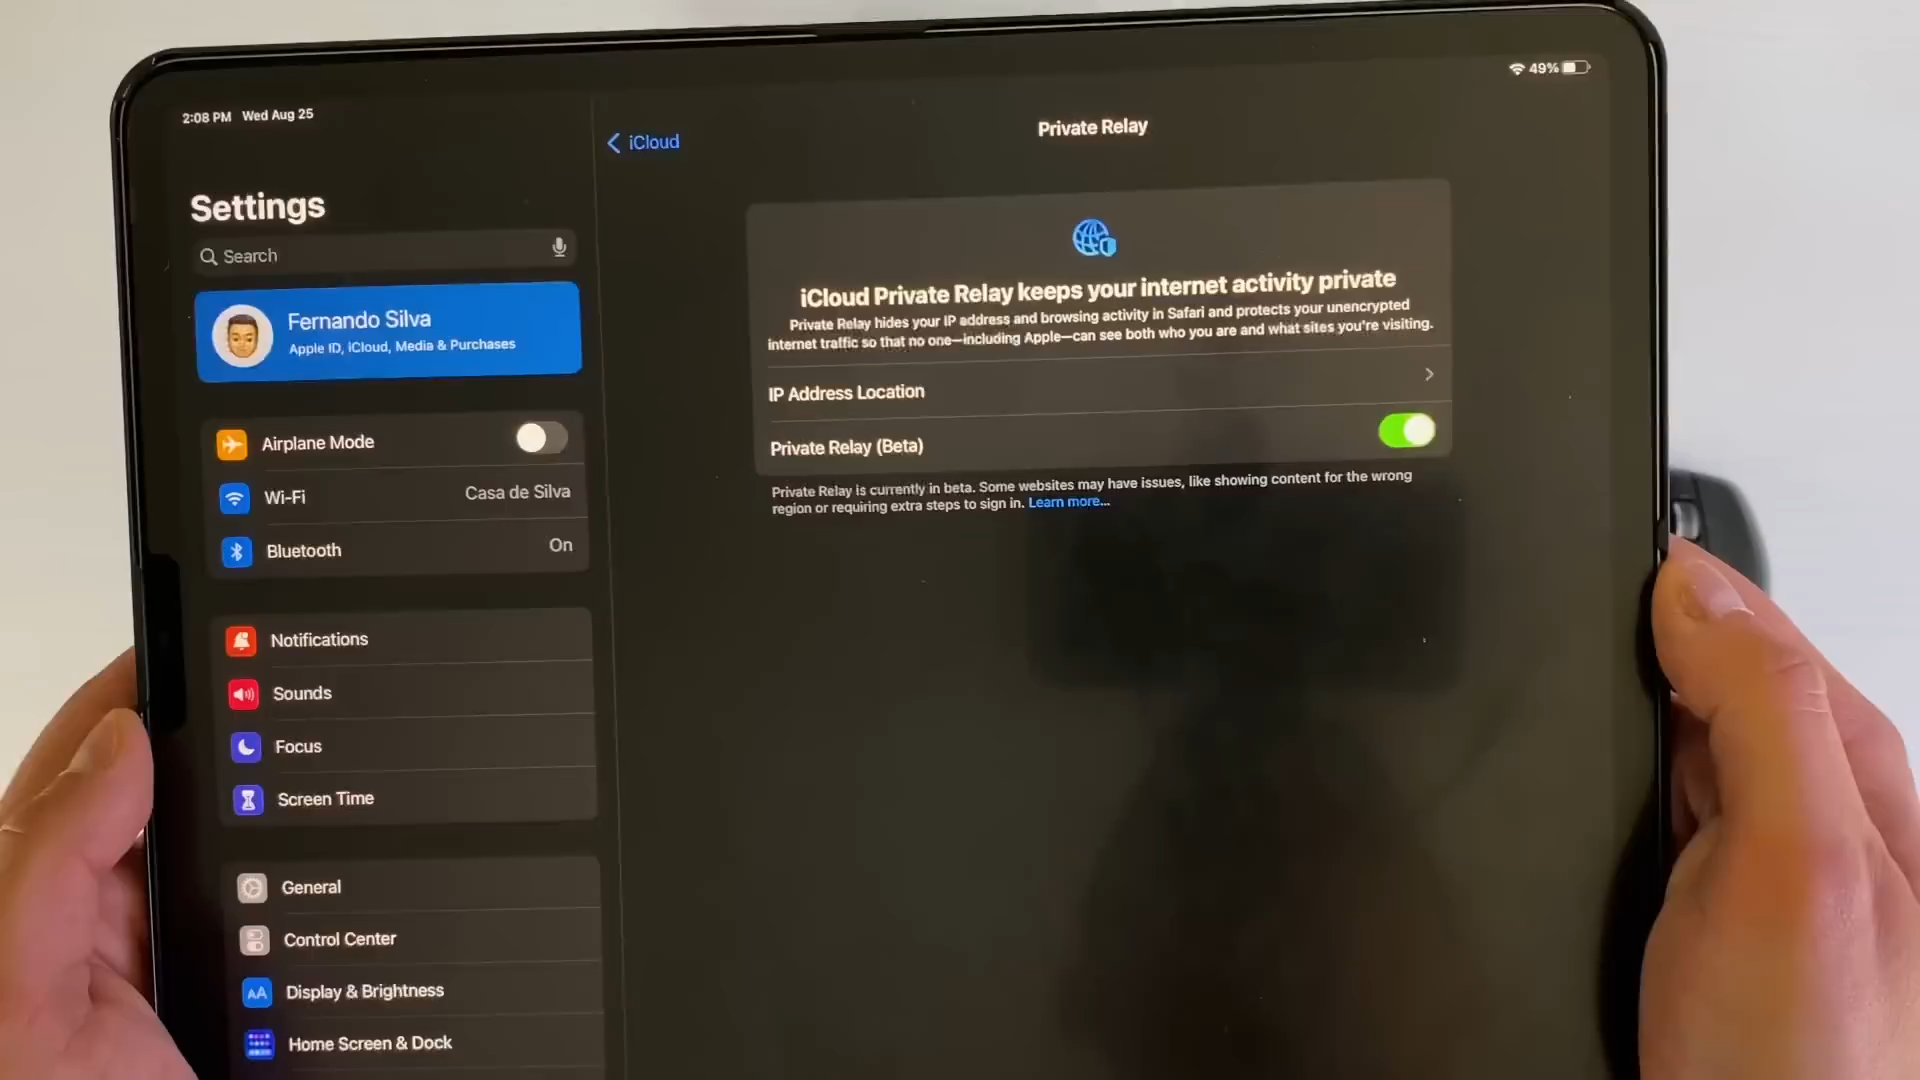 2:08 PM Wed Aug 25
49%
Settings
Search
Fernando Silva
Apple ID, iCloud, Media & Purchases
Airplane Mode
Wi-Fi
Casa de Silva
Bluetooth
On
Notifications
Sounds
Focus
Screen Time
General
Control Center
AA
Display & Brightness
Home Screen & Dock
iCloud
Private Relay
iCloud Private Relay keeps your internet activity private
Private Relay hides your IP address and browsing activity in Safari and protects your unencrypted
internet traffic so that no one—including Apple—can see both who you are and what sites you're visiting.
IP Address Location
Private Relay (Beta)
Private Relay is currently in beta. Some websites may have issues, like showing content for the wrong
region or requiring extra steps to sign in. Learn more...